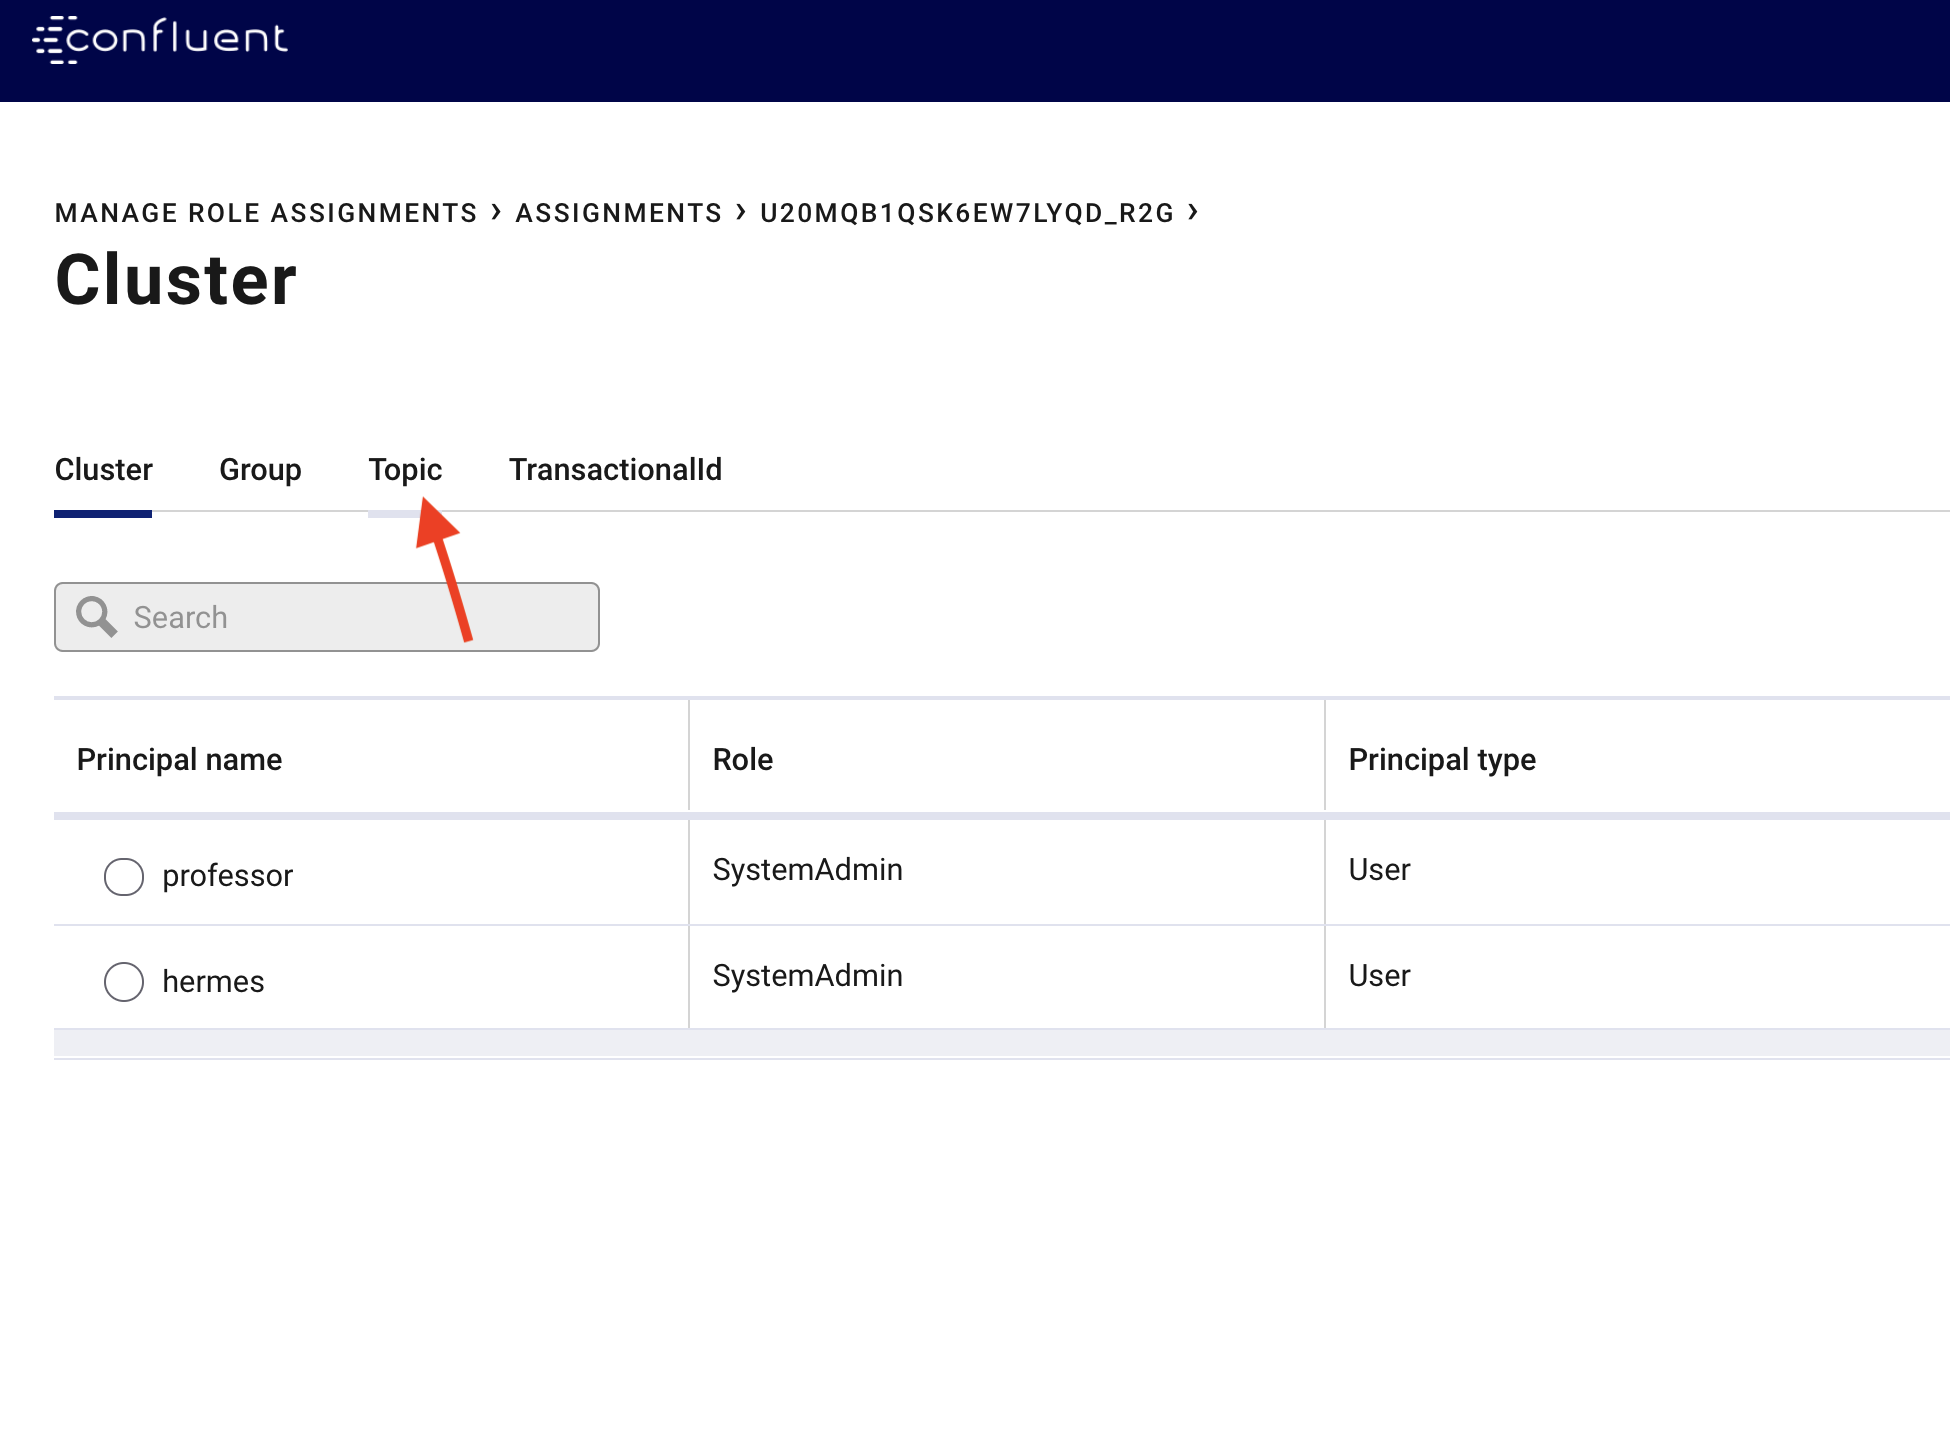 confluent
MANAGE ROLE ASSIGNMENTS › ASSIGNMENTS › U20MQB1QSK6EW7LYQD_R2G ›
Cluster
Cluster Group Topic TransactionalId
Search
Principal name Role Principal type
professor SystemAdmin User
hermes SystemAdmin User